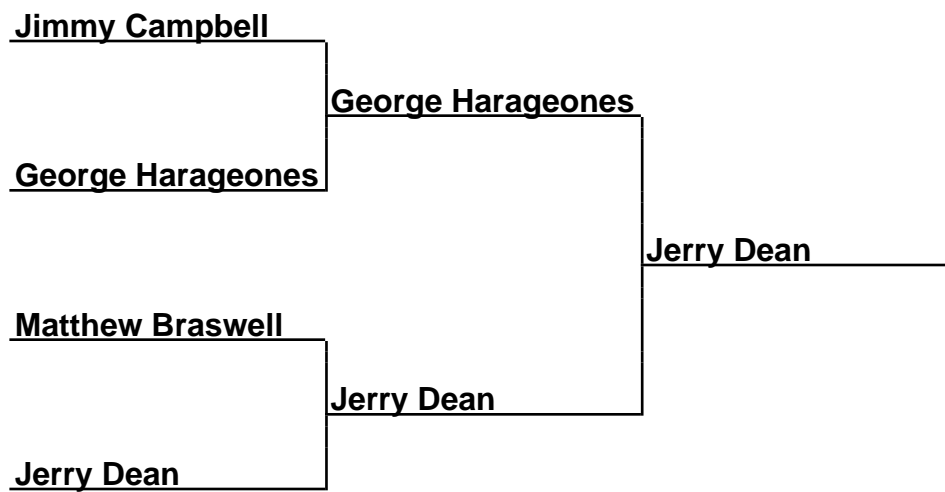 Jimmy Campbell
George Harageones
George Harageones
Jerry Dean
Matthew Braswell
Jerry Dean
Jerry Dean